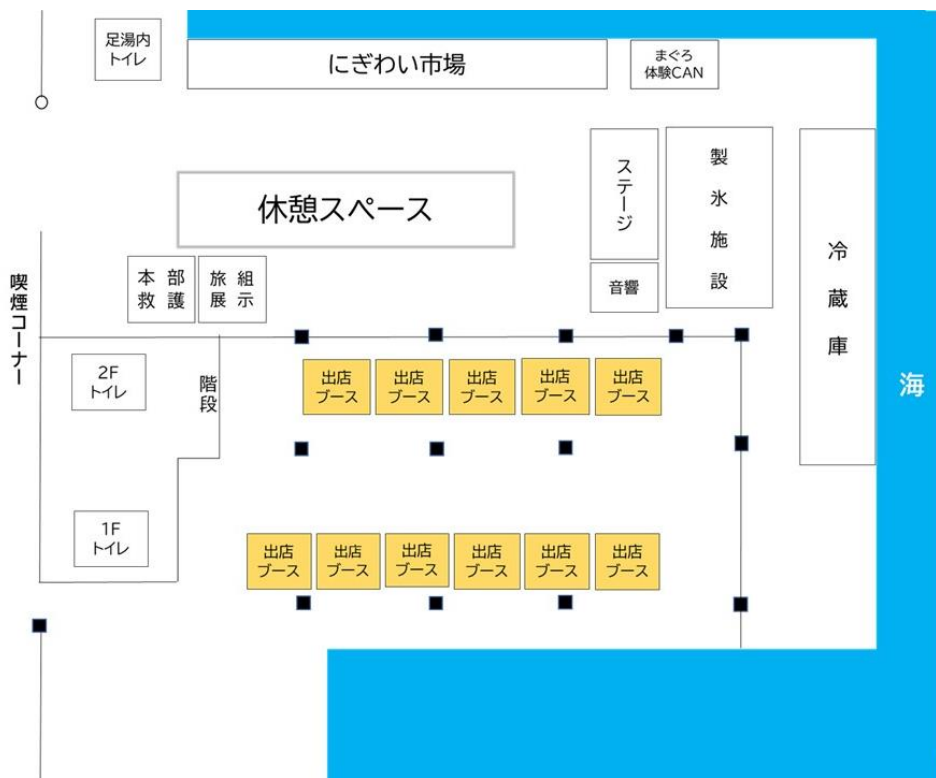 足湯内
トイレ
にぎわい市場
まぐろ
体験CAN
ステージ
製氷施設
冷蔵庫
休憩スペース
音響
本部
救護
旅組
展示
喫煙コーナー
海
2F
トイレ
階段
出店
ブース
出店
ブース
出店
ブース
出店
ブース
出店
ブース
1F
トイレ
出店
ブース
出店
ブース
出店
ブース
出店
ブース
出店
ブース
出店
ブース